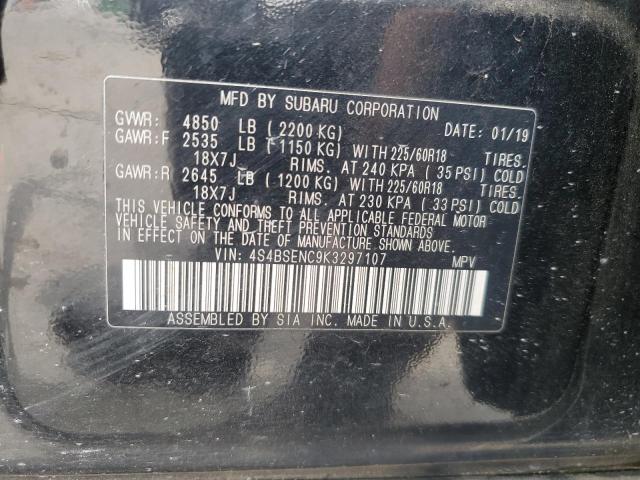 MFD BY SUBARU CORPORATION
GVWR: 4850 LB (2200 KG) DATE: 01/19
GAWR:F 2535 LB (1150 KG) WITH 225/60R18 TIRES.
18X7J RIMS. AT 240 KPA (35 PSI) COLD
GAWR:R 2645 LB (1200 KG) WITH 225/60R18 TIRES.
18X7J RIMS. AT 230 KPA (33 PSI) COLD
THIS VEHICLE CONFORMS TO ALL APPLICABLE FEDERAL MOTOR
VEHICLE SAFETY AND THEFT PREVENTION STANDARDS
IN EFFECT ON THE DATE OF MANUFACTURE SHOWN ABOVE.
VIN: 4S4BSENC9K3297107 MPV
ASSEMBLED BY SIA INC. MADE IN U.S.A.